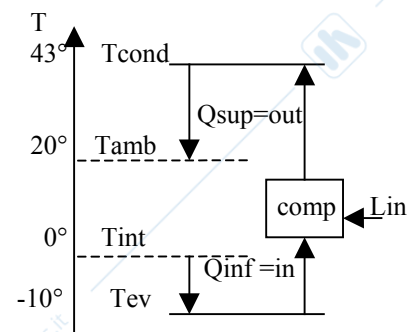 T
43° Tcond
Qsup=out
20° Tamb
comp Lin
0° Tint
Qinf =in
-10° Tev